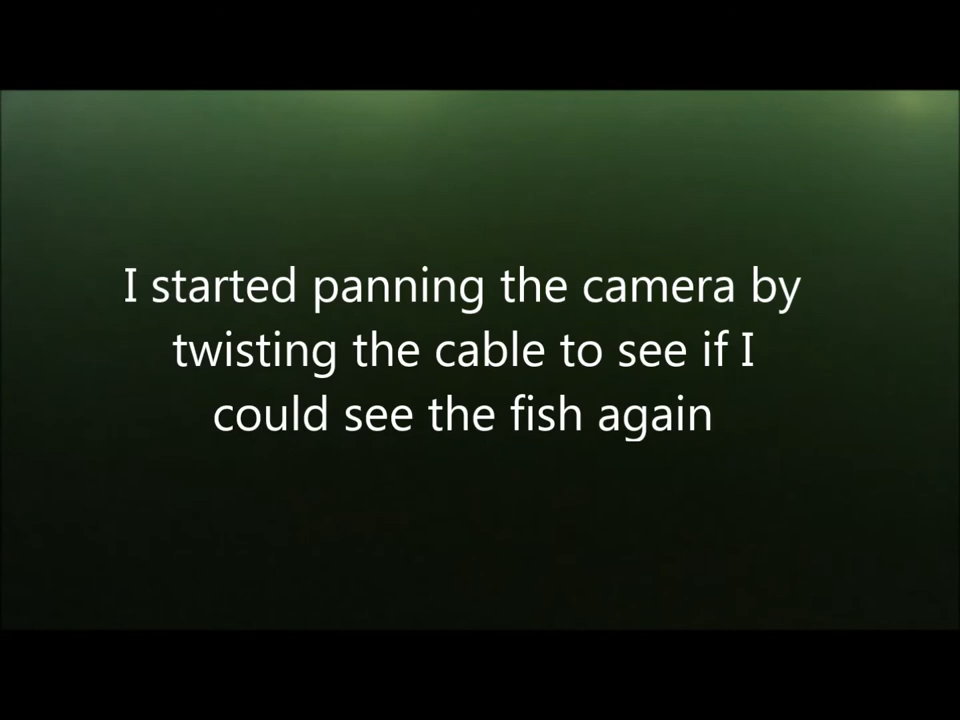 I started panning the camera by
twisting the cable to see if I
could see the fish again